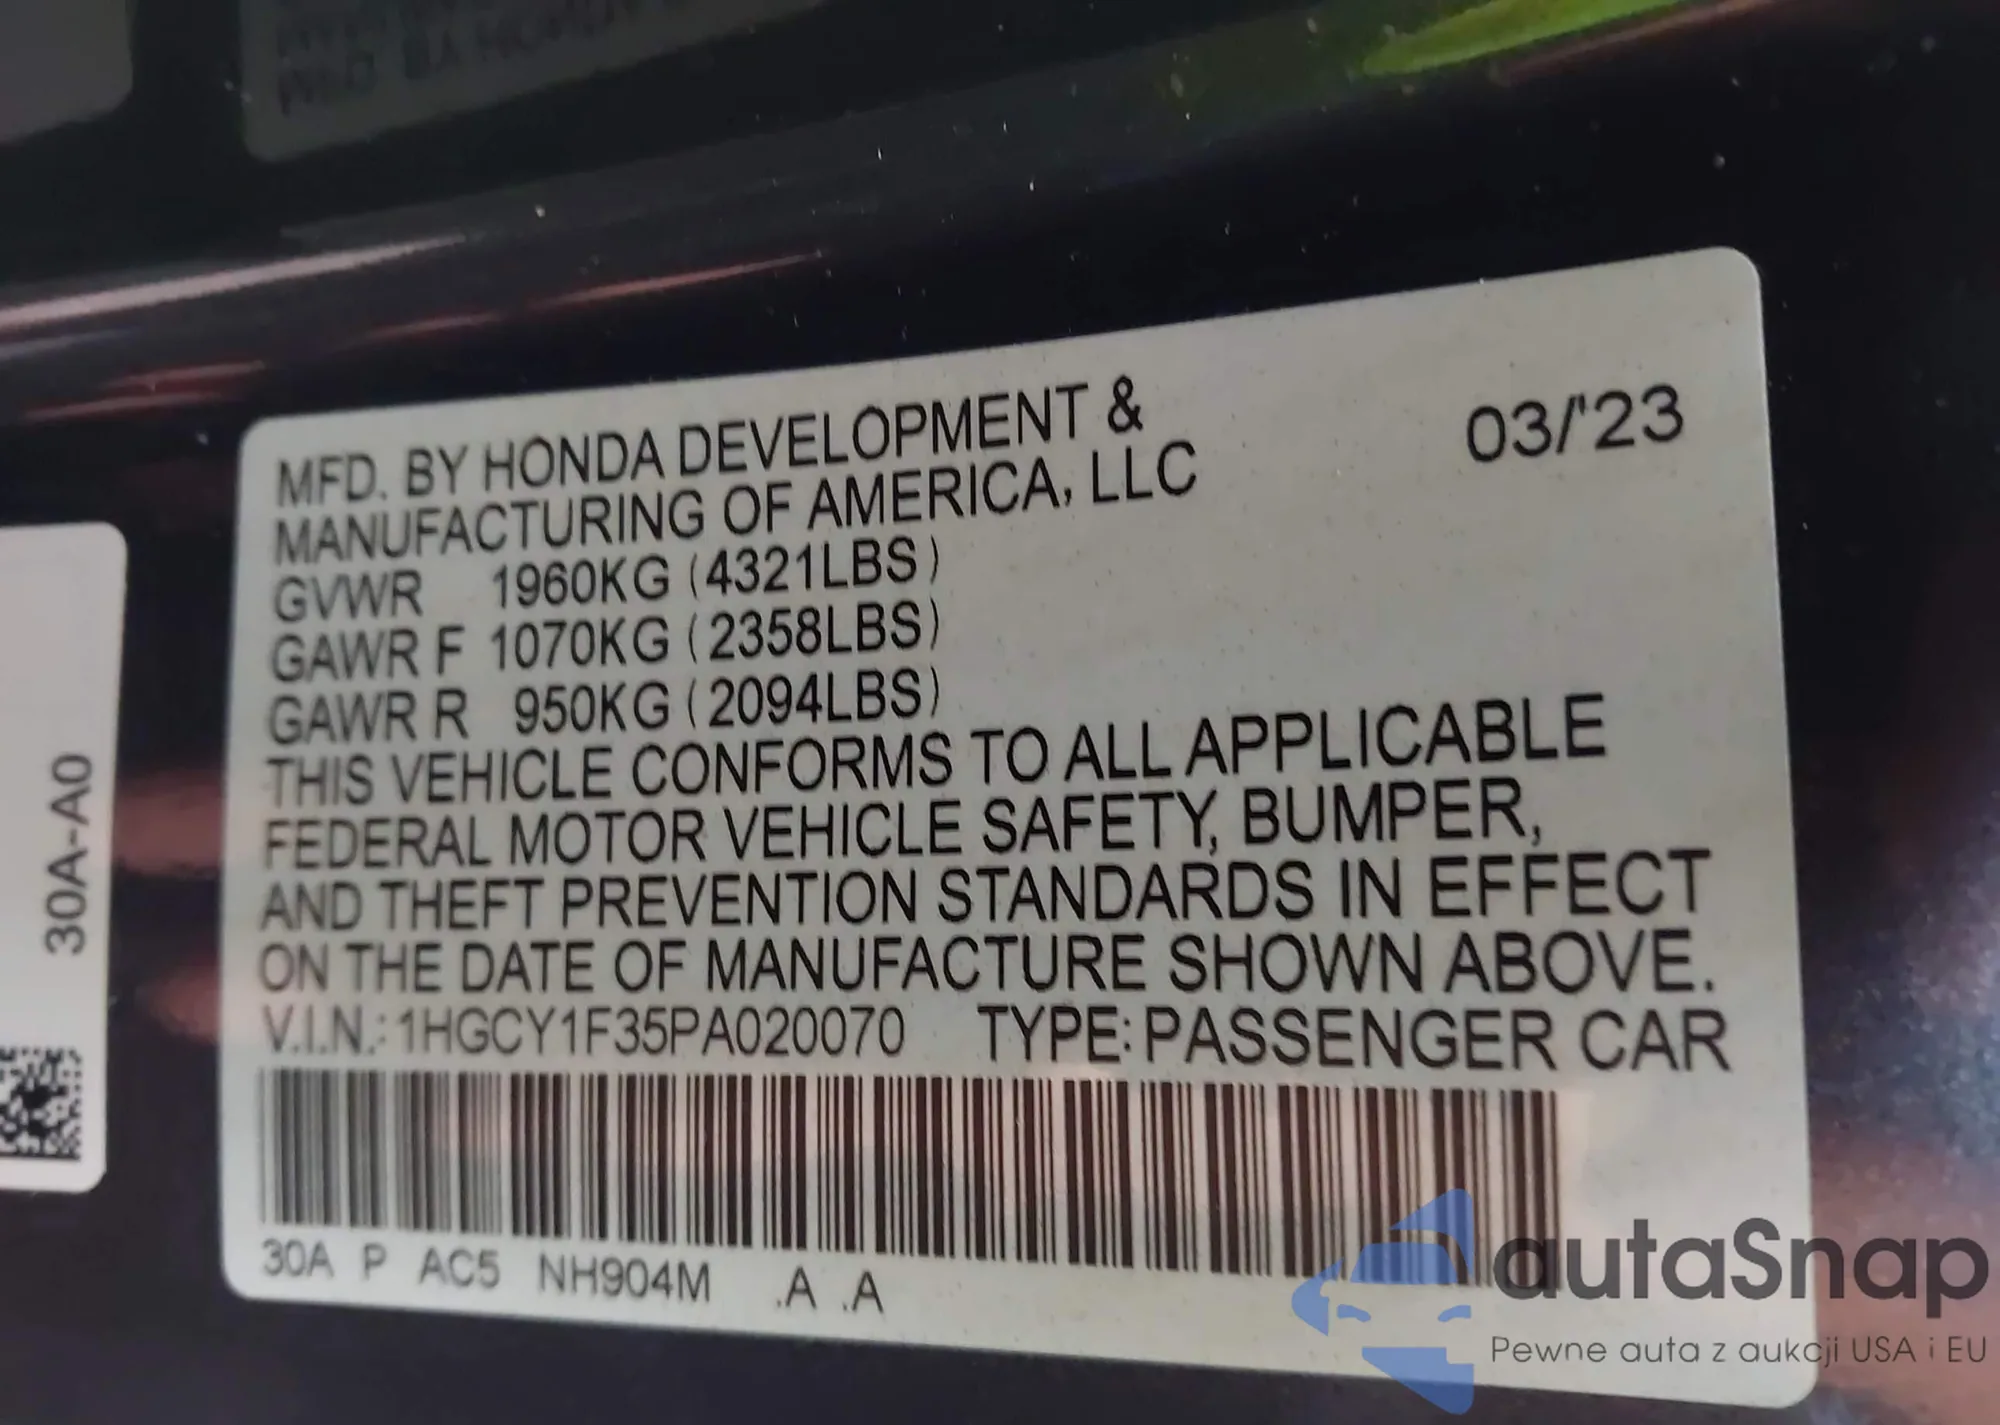 MFD. BY HONDA DEVELOPMENT &
MANUFACTURING OF AMERICA, LLC
03/'23
GVWR 1960KG (4321LBS)
GAWR F 1070KG (2358LBS)
GAWR R 950KG (2094LBS)
THIS VEHICLE CONFORMS TO ALL APPLICABLE
FEDERAL MOTOR VEHICLE SAFETY, BUMPER,
AND THEFT PREVENTION STANDARDS IN EFFECT
ON THE DATE OF MANUFACTURE SHOWN ABOVE.
V.I.N.: 1HGCY1F35PA020070 TYPE: PASSENGER CAR
30A P AC5 NH904M .A .A
30A-A0
autaSnap
Pewne auta z aukcji USA i EU